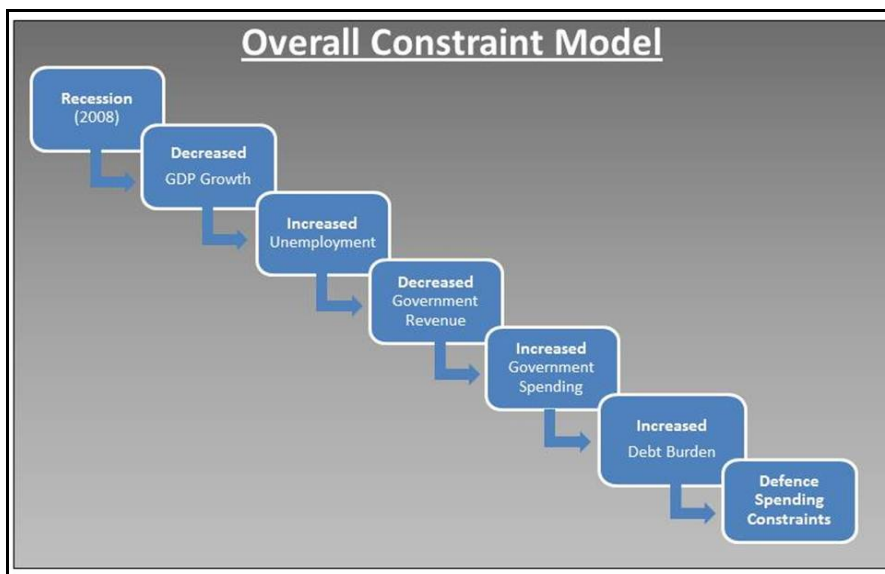 Overall Constraint Model
Recession
(2008)
Decreased
GDP Growth
Increased
Unemployment
Decreased
Government
Revenue
Increased
Government
Spending
Increased
Debt Burden
Defence
Spending
Constraints